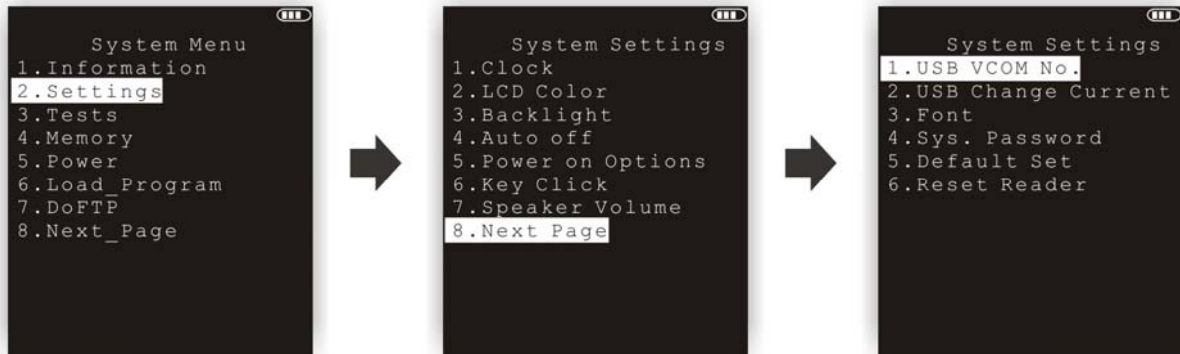 System Menu
1.Information
2.Settings
3.Tests
4.Memory
5.Power
6.Load_Program
7.DoFTP
8.Next_Page
System Settings
1.Clock
2.LCD Color
3.Backlight
4.Auto off
5.Power on Options
6.Key Click
7.Speaker Volume
8.Next Page
System Settings
1.USB VCOM No.
2.USB Change Current
3.Font
4.Sys. Password
5.Default Set
6.Reset Reader